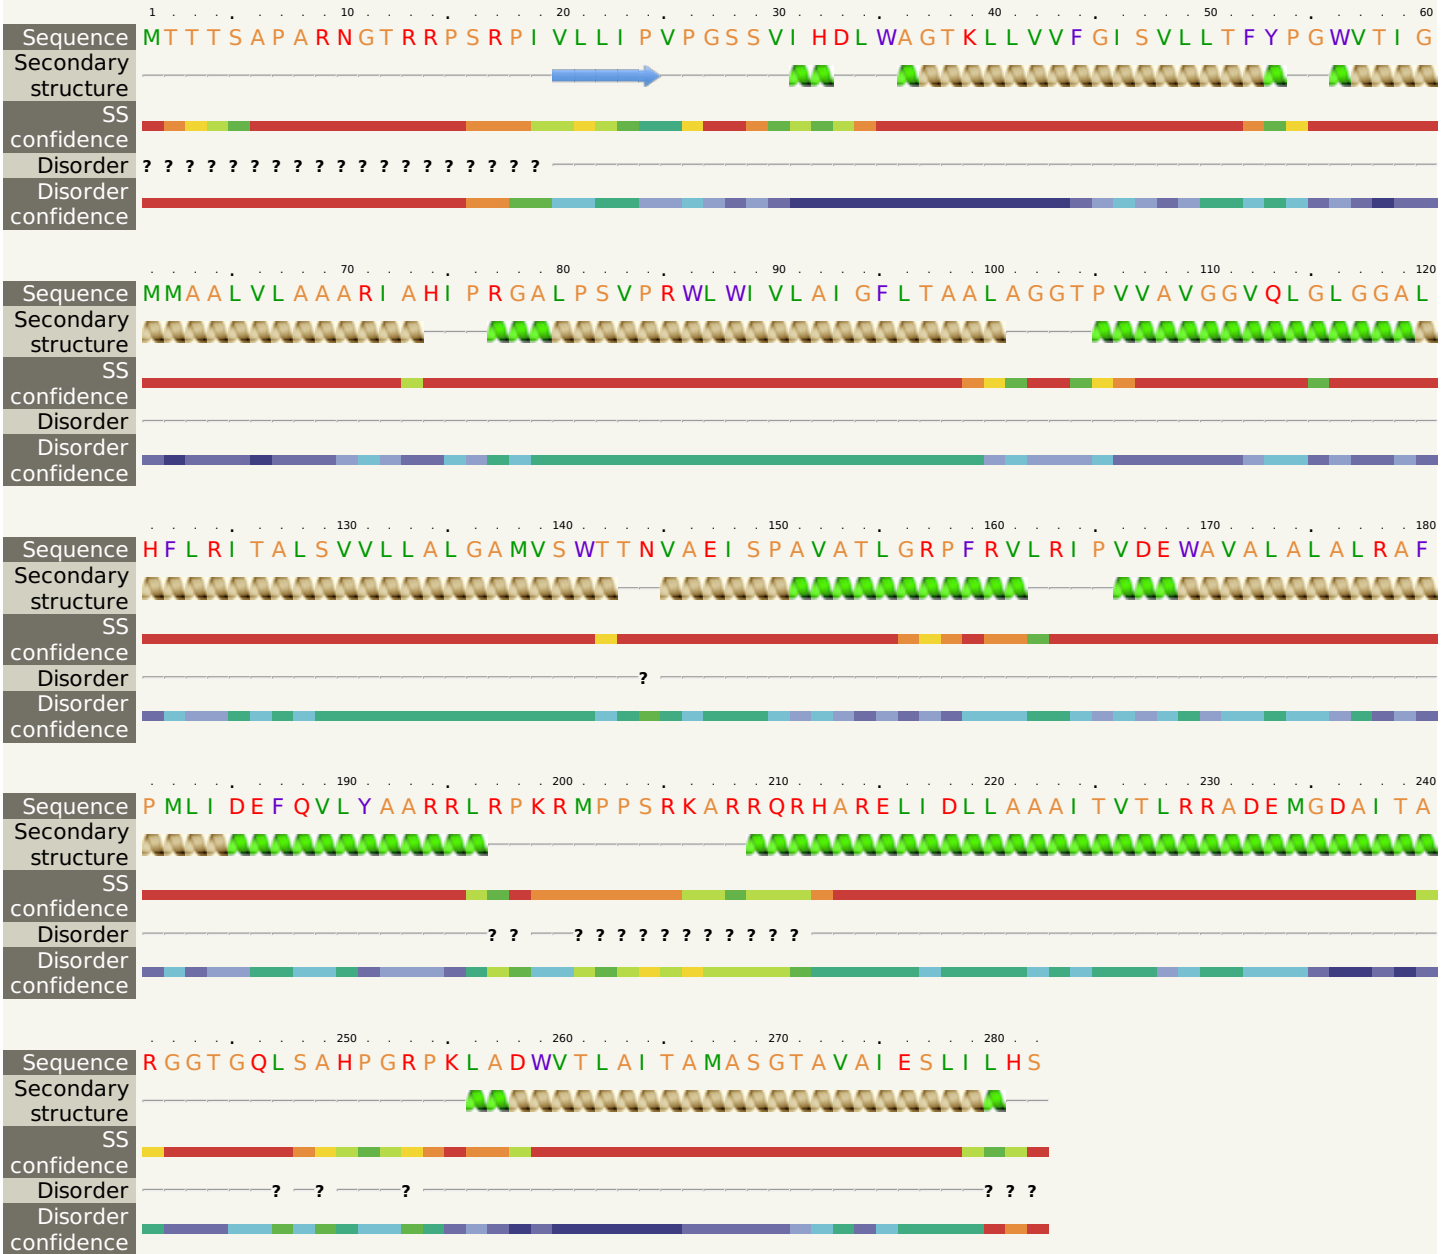 1 10 20 30 40 50 60
Sequence MTTTSAPARNGTRRPSRPIVLLIPVPGSSVIHDLWAGTKLLVVFGISVLLTFYPGWVTIG
Secondary
structure
SS
confidence
Disorder ? ? ? ? ? ? ? ? ? ? ? ? ? ? ? ? ? ? ?
Disorder
confidence
70 80 90 100 110 120
Sequence MMAALVLAAARIAHIPRGALPSVPRWLWIVLAIGFLTAALAGGTPVVAVGGVQLGLGGAL
Secondary
structure
SS
confidence
Disorder
Disorder
confidence
130 140 150 160 170 180
Sequence HFLRITALSVVLLALGAMVSWTTNVAEISPAVATLGRPFRVLRIPVDEWAVALALALRAF
Secondary
structure
SS
confidence
Disorder ?
Disorder
confidence
190 200 210 220 230 240
Sequence PMLIDEFQVLYAARRLRPKRMPPSRKARRQRHARELIDLLAAAITVTLRRADEMGDAITA
Secondary
structure
SS
confidence
Disorder ? ? ? ? ? ? ? ? ? ? ? ? ?
Disorder
confidence
250 260 270 280
Sequence RGGTGQLSAHPGRPKLADWVTLAITAMASGTAVAIESLILHS
Secondary
structure
SS
confidence
Disorder ? ? ? ? ? ?
Disorder
confidence